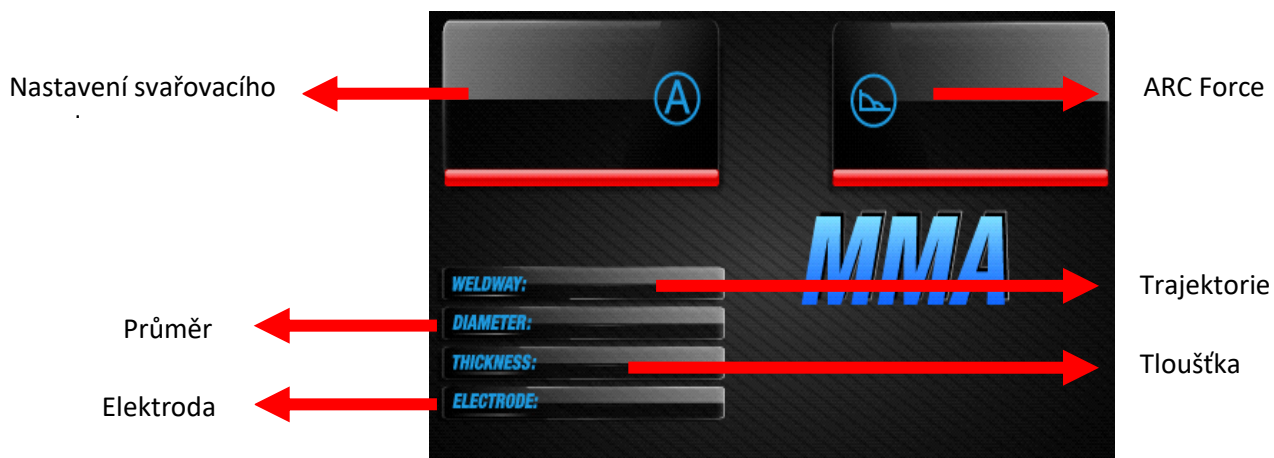 Nastavení svařovacího
A
ARC Force
MMA
WELDWAY:
Trajektorie
DIAMETER:
Průměr
THICKNESS:
Tloušťka
ELECTRODE:
Elektroda